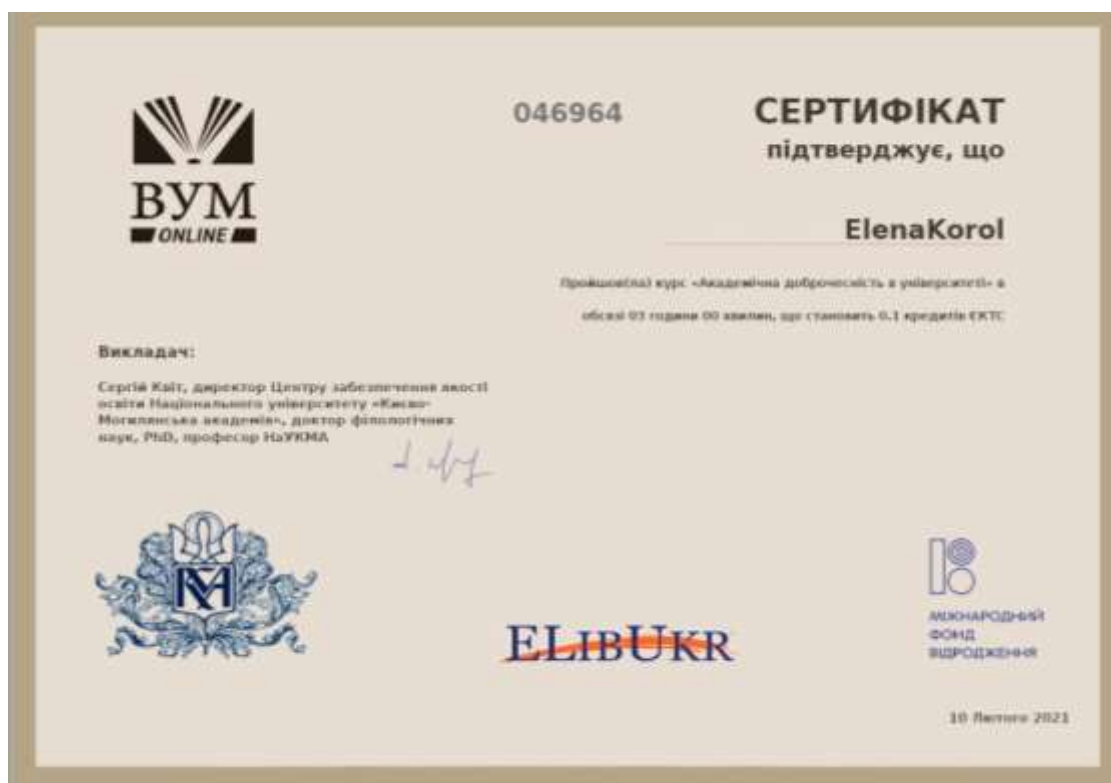 ВУМ
ONLINE
046964
СЕРТИФІКАТ
підтверджує, що
ElenaKorol
Пройшов(ла) курс «Академічна доброчесність в університеті» в
обсязі 03 години 00 хвилин, що становить 0.1 кредитів ЄКТС
Викладач:
Сергій Квіт, директор Центру забезпечення якості
освіти Національного університету «Києво-
Могилянська академія», доктор філологічних
наук, PhD, професор НаУКМА
ELIBUKR
МІЖНАРОДНИЙ
ФОНД
ВІДРОДЖЕННЯ
10 Лютого 2021